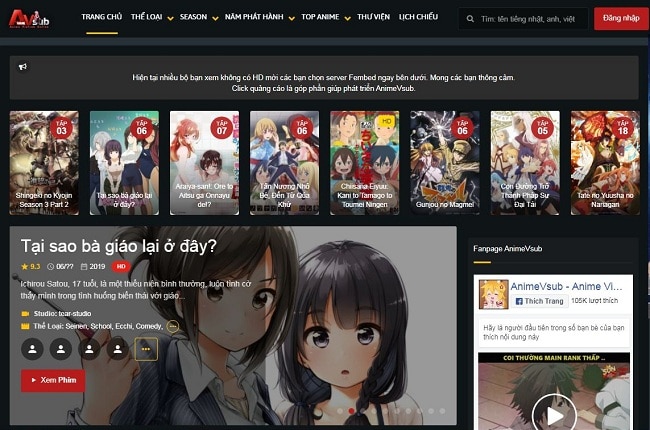 AVsub
TRANG CHỦ THỂ LOẠI SEASON NĂM PHÁT HÀNH TOP ANIME THƯ VIỆN LỊCH CHIẾU
Tìm: tên tiếng nhật, anh, việt
Đăng nhập
Hiện tại nhiều bộ bạn xem không có HD mời các bạn chọn server Fembed ngay bên dưới. Mong các bạn thông cảm.
Click quảng cáo là góp phần giúp phát triển AnimeVsub.
TẬP 03
Shingeki no Kyojin
Season 3 Part 2
TẬP 06
Tại sao bà giáo lại
ở đây?
TẬP 07
Aitsu ga Onnayu
de!?
TẬP 06
Tân Nương Nhỏ
Bé, Đến Từ Quá
Khứ
HD
Chiisana Eiyuu:
Kani to Tamago to
Toumei Ningen
TẬP 06
Gunjou no Magmel
TẬP 05
Con Đường Trở
Thành Pháp Sư
Đại Tài
TẬP 18
Tate no Yuusha no
Nariagari
Tại sao bà giáo lại ở đây?
9.3 06/?? 2019 HD
Ichirou Satou, 17 tuổi, là một thiếu niên bình thường, luôn tình cờ
thấy mình trong tình huống biến thái với giáo...
Studio: tear-studio
Thể Loại: Seinen, School, Ecchi, Comedy,
Xem Phim
Fanpage AnimeVsub
AnimeVsub - Anime Vi...
Thích Trang 105K lượt thích
Hãy là người đầu tiên trong số bạn bè của bạn
thích nội dung này
COI THƯỜNG MAIN RANK THẤP ..